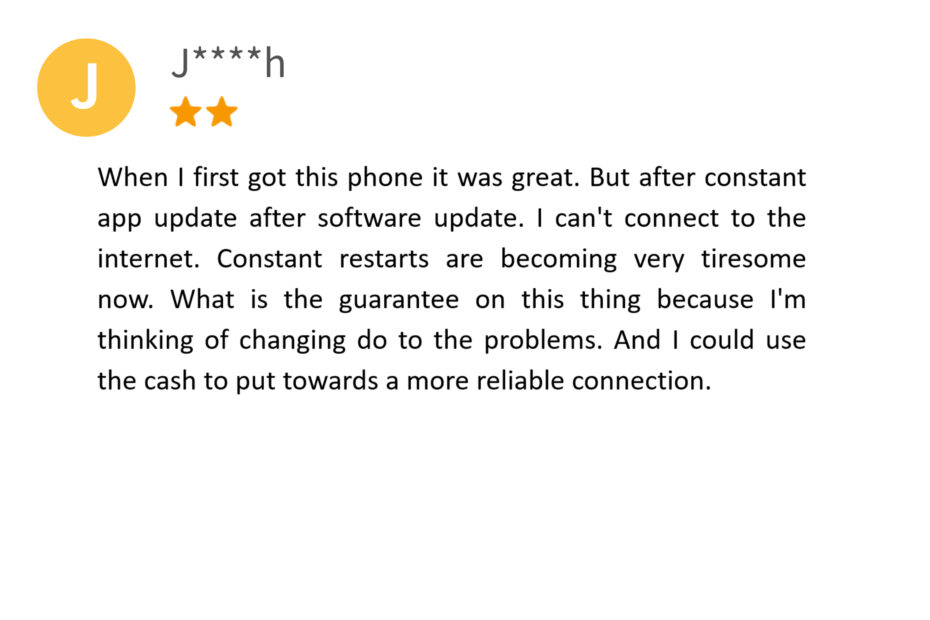 J
J****h
When I first got this phone it was great. But after constant
app update after software update. I can't connect to the
internet. Constant restarts are becoming very tiresome
now. What is the guarantee on this thing because I'm
thinking of changing do to the problems. And I could use
the cash to put towards a more reliable connection.